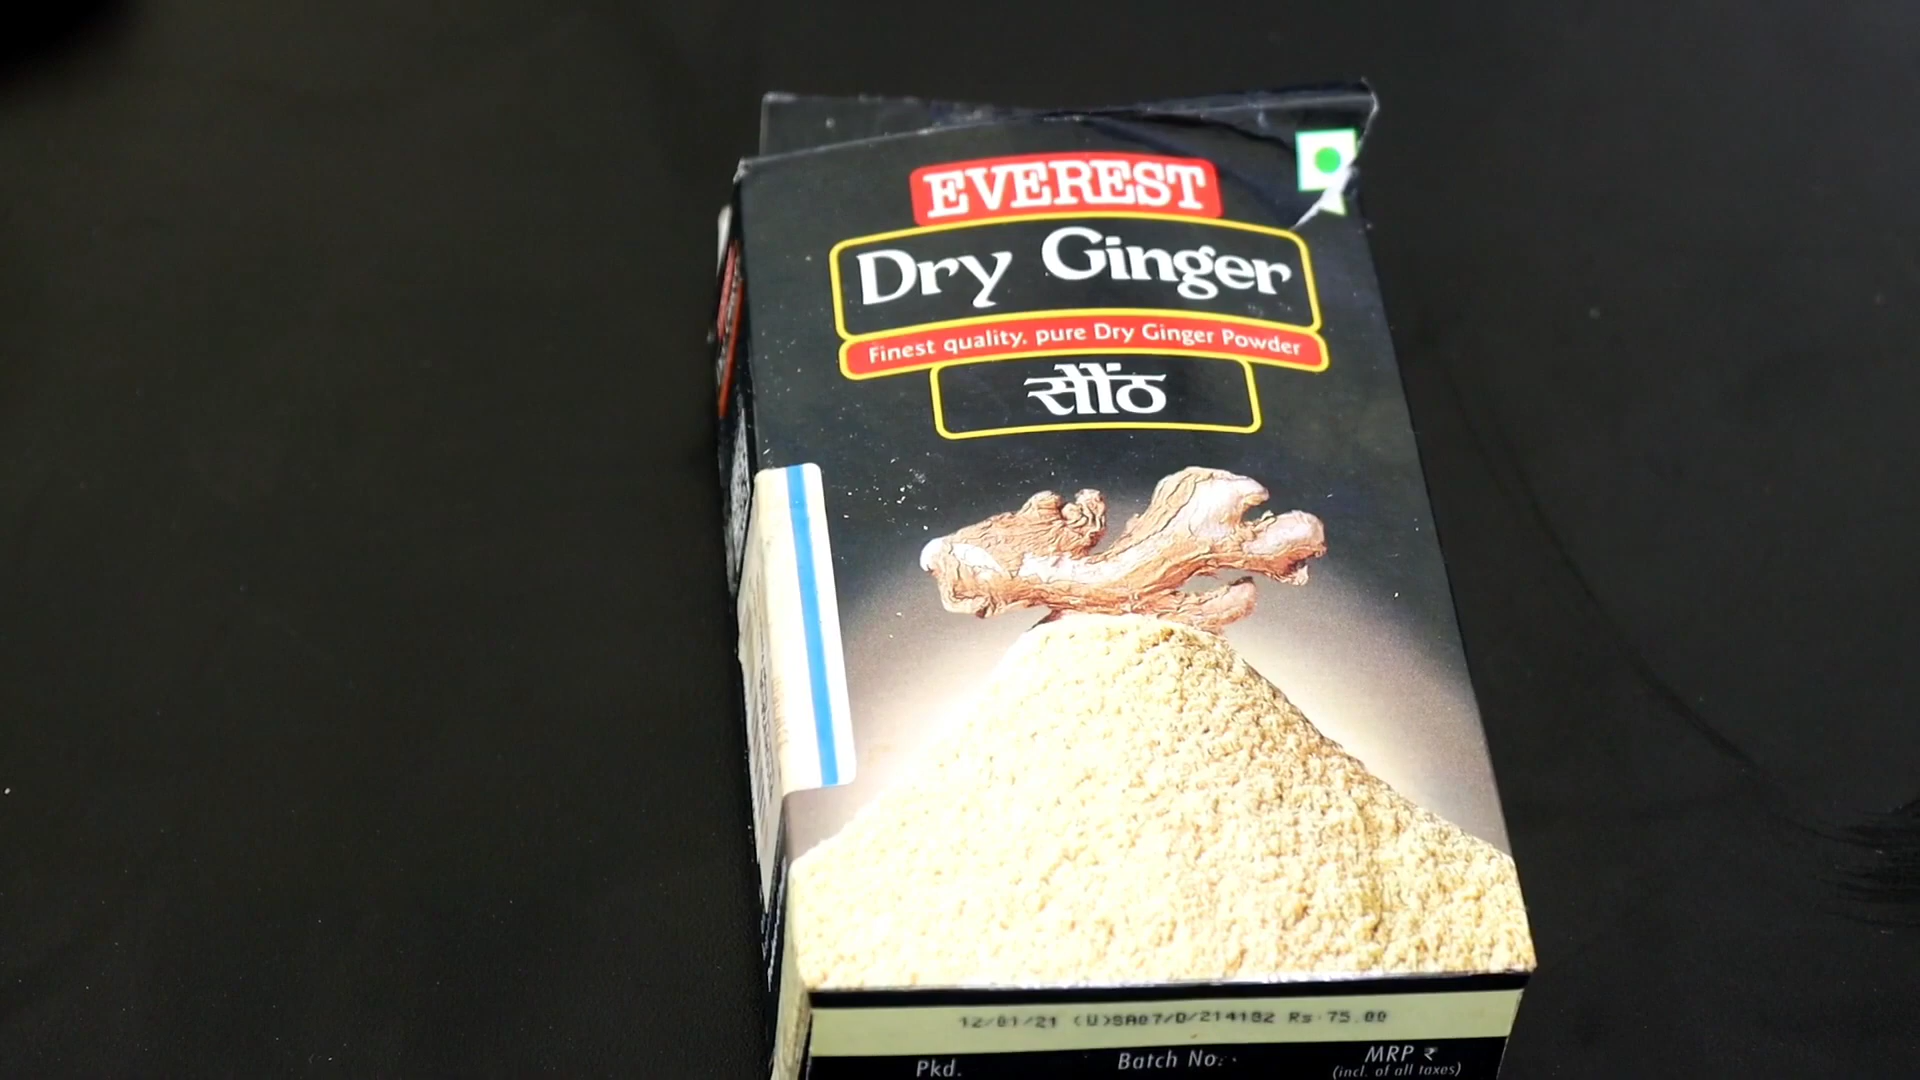 EVEREST
Dry Ginger
Finest quality, pure Dry Ginger Powder
सौंठ
12/01/21 (U)SA07/D/214182 Rs 75.00
Pkd. Batch No. MRP ₹
(incl. of all taxes)